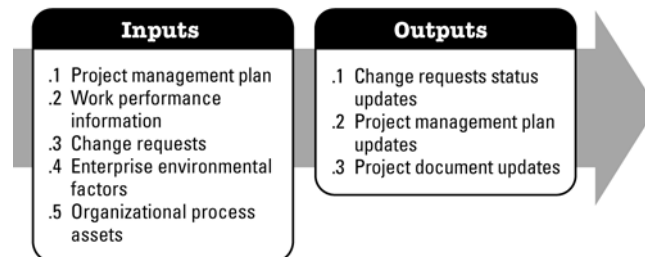 Inputs
.1 Project management plan
.2 Work performance
information
.3 Change requests
.4 Enterprise environmental
factors
.5 Organizational process
assets
Outputs
.1 Change requests status
updates
.2 Project management plan
updates
.3 Project document updates